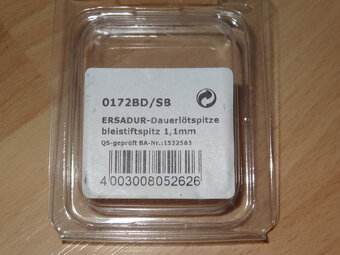 0172BD/SB
ERSADUR-Dauerlötspitze
bleistiftspitz 1,1mm
QS-geprüft BA-Nr.:1532563
4003008052626